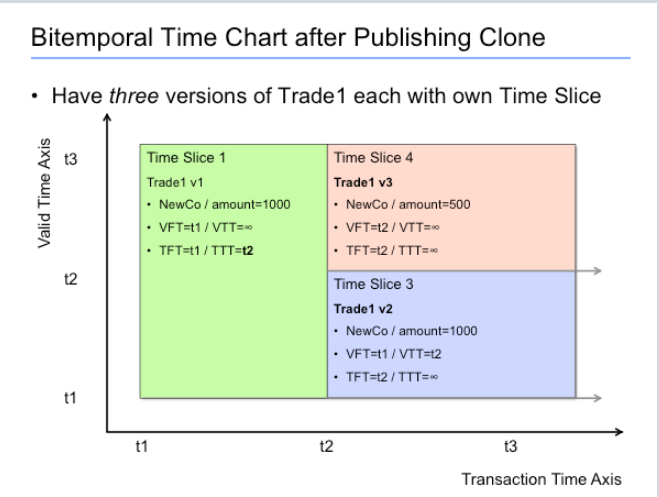 Bitemporal Time Chart after Publishing Clone
• Have three versions of Trade1 each with own Time Slice
Valid Time Axis
t3
t2
t1
Time Slice 1
Trade1 v1
• NewCo / amount=1000
• VFT=t1 / VTT=∞
• TFT=t1 / TTT=t2
Time Slice 4
Trade1 v3
• NewCo / amount=500
• VFT=t2 / VTT=∞
• TFT=t2 / TTT=∞
Time Slice 3
Trade1 v2
• NewCo / amount=1000
• VFT=t1 / VTT=t2
• TFT=t2 / TTT=∞
t1 t2 t3
Transaction Time Axis